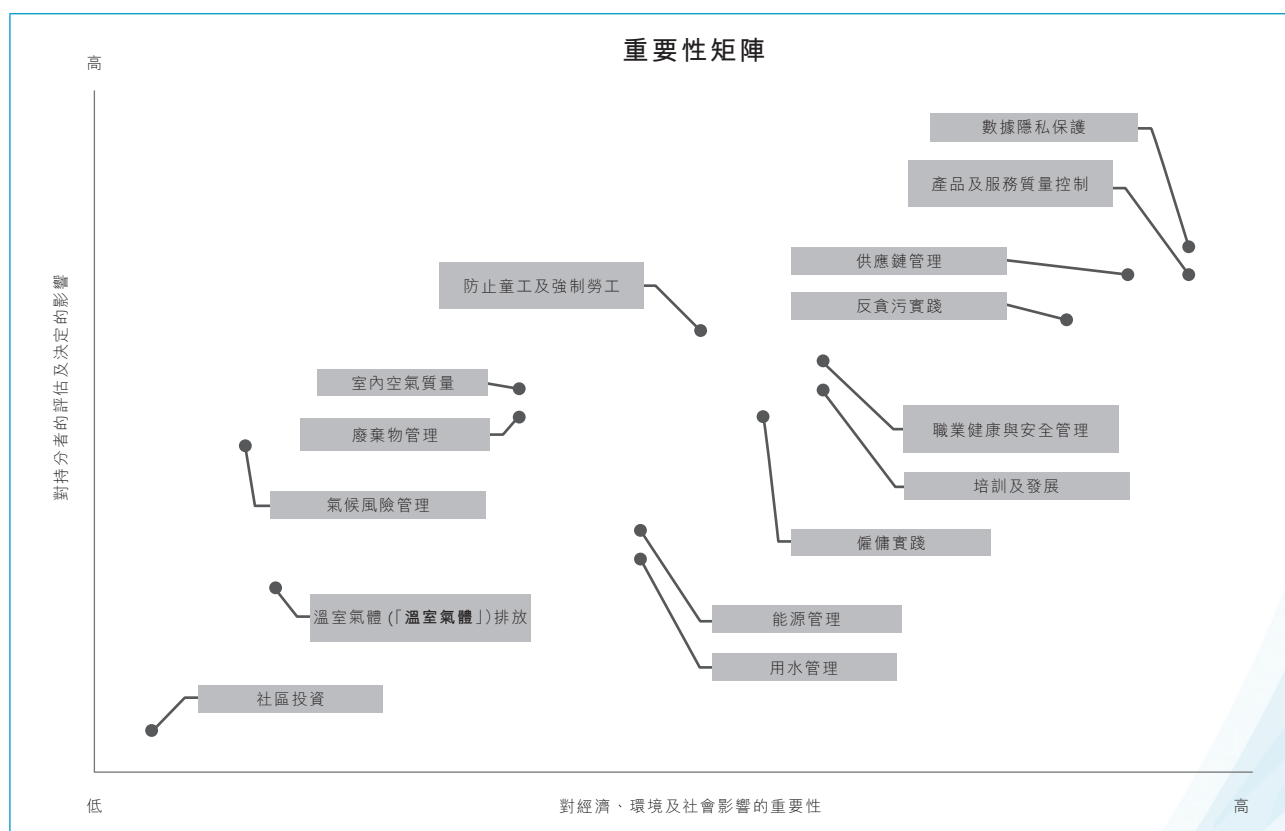 重要性矩陣
高
數據隱私保護
產品及服務質量控制
供應鏈管理
防止童工及強制勞工
反貪污實踐
對持分者的評估及決定的影響
室內空氣質量
廢棄物管理
職業健康與安全管理
氣候風險管理
培訓及發展
僱傭實踐
溫室氣體 (「溫室氣體」)排放
能源管理
用水管理
社區投資
低
對經濟、環境及社會影響的重要性
高